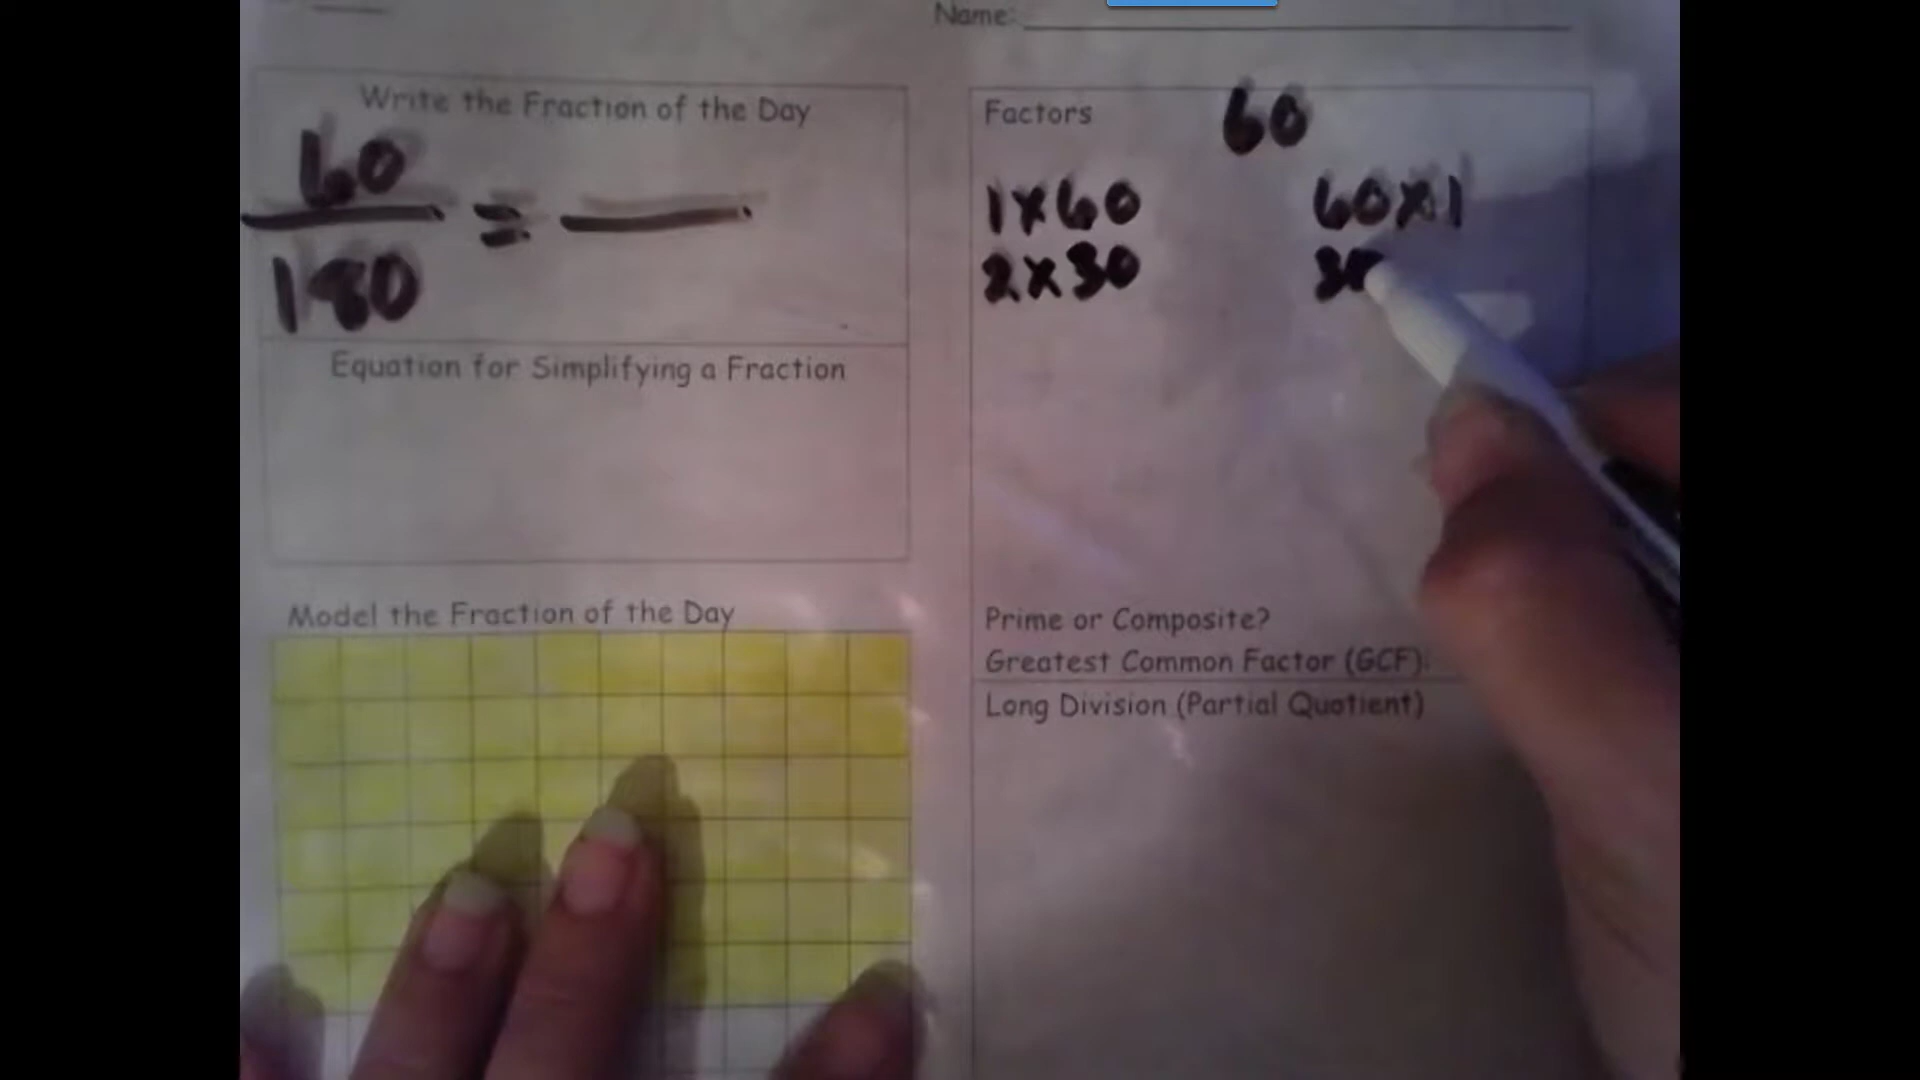 Name:
Write the Fraction of the Day
60
=
180
Equation for Simplifying a Fraction
Model the Fraction of the Day
Factors 60
1x60 60x1
2x30 30
Prime or Composite?
Greatest Common Factor (GCF):
Long Division (Partial Quotient)